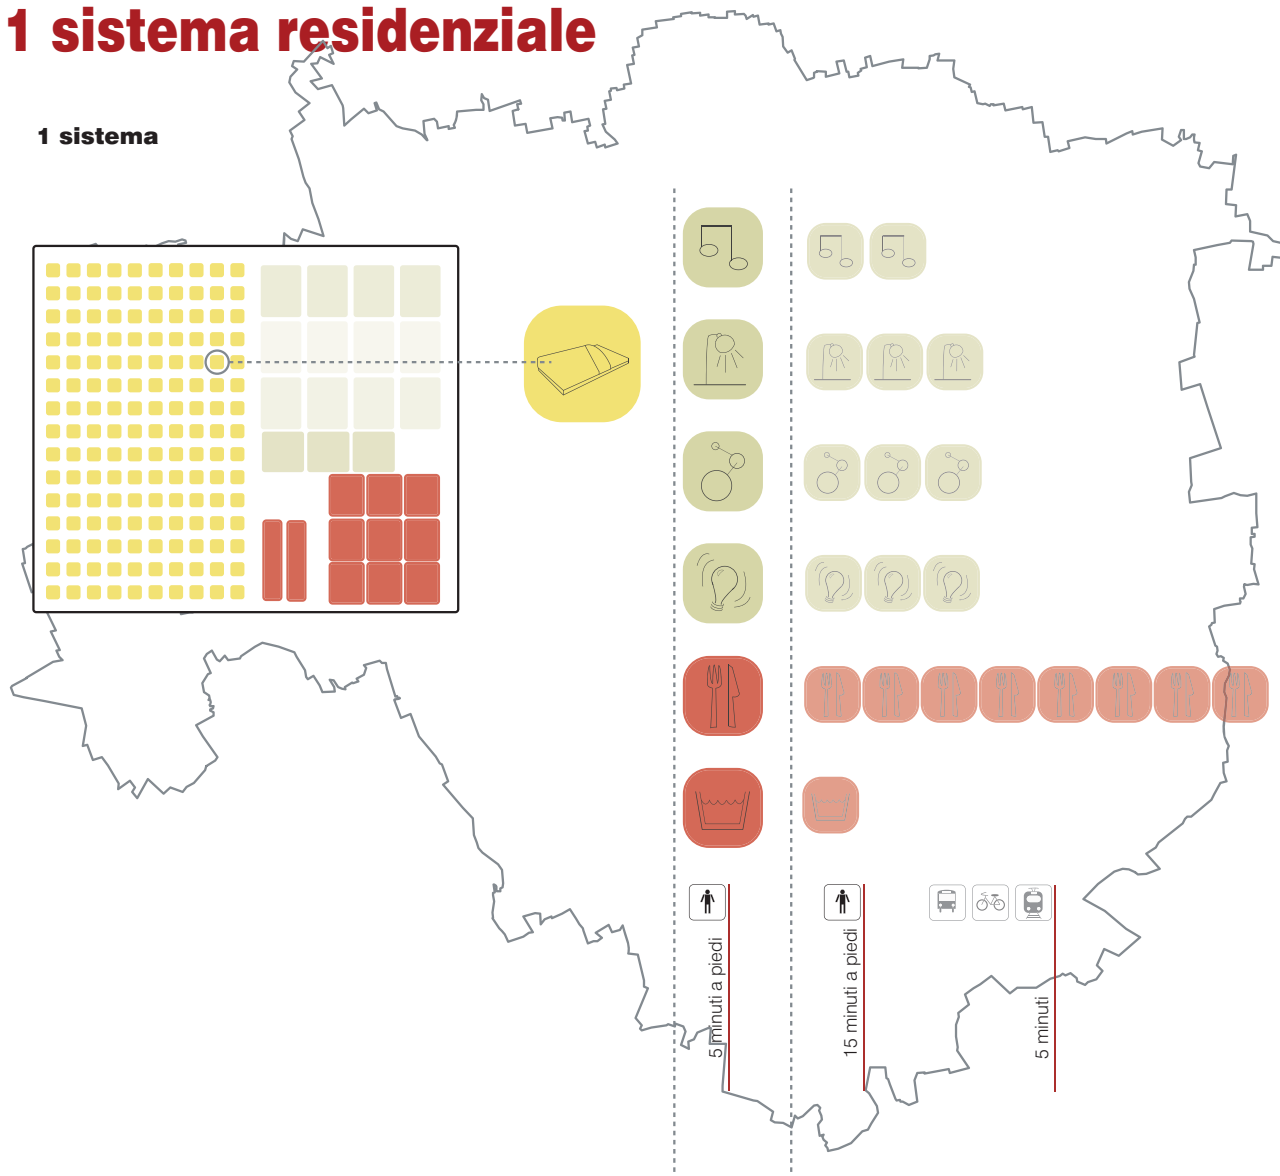 1 sistema residenziale
1 sistema
5 minuti a piedi
15 minuti a piedi
5 minuti